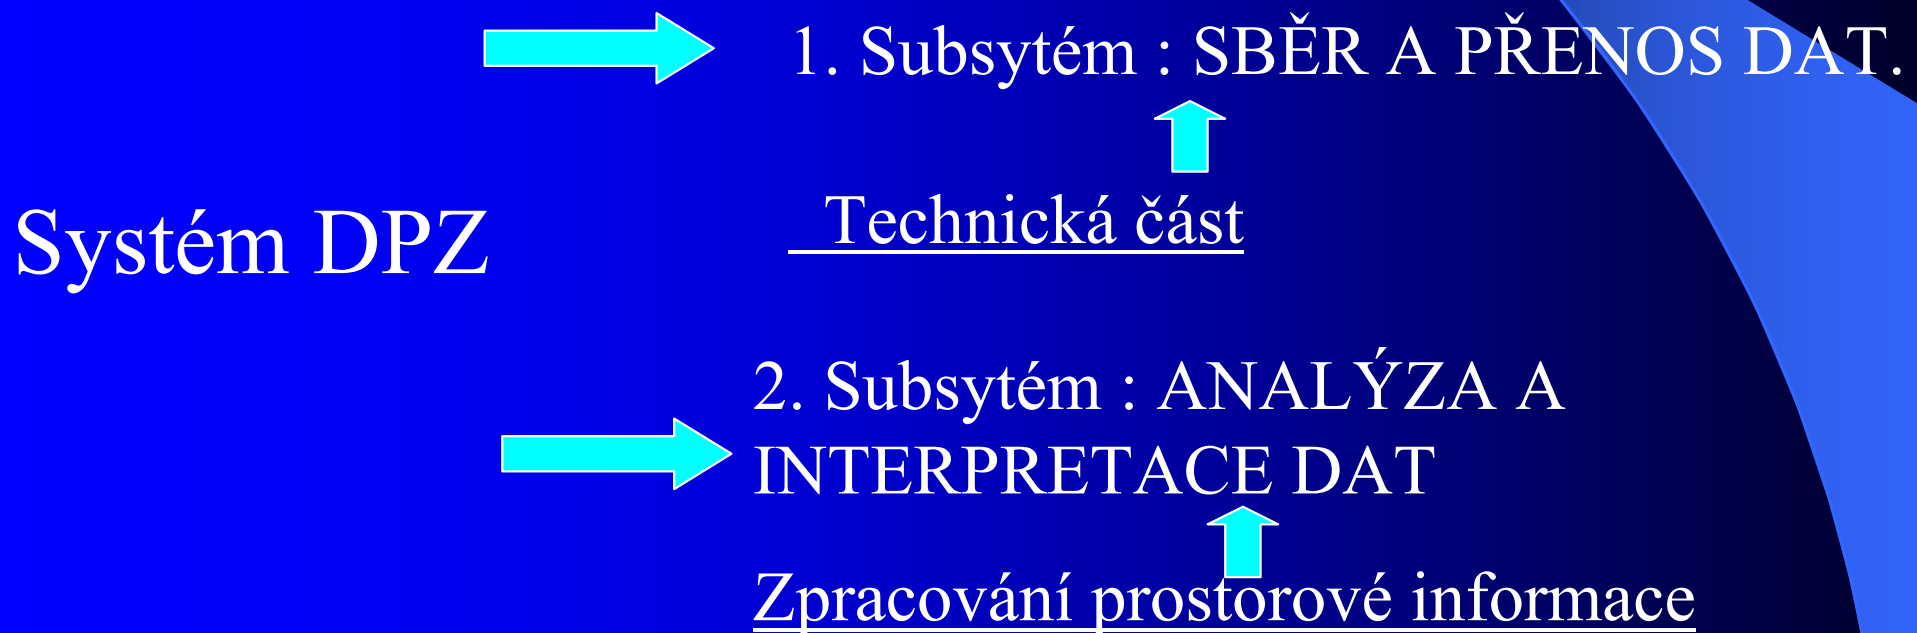 1. Subsytém : SBĚR A PŘENOS DAT.
Technická část
Systém DPZ
2. Subsytém : ANALÝZA A
INTERPRETACE DAT
Zpracování prostorové informace